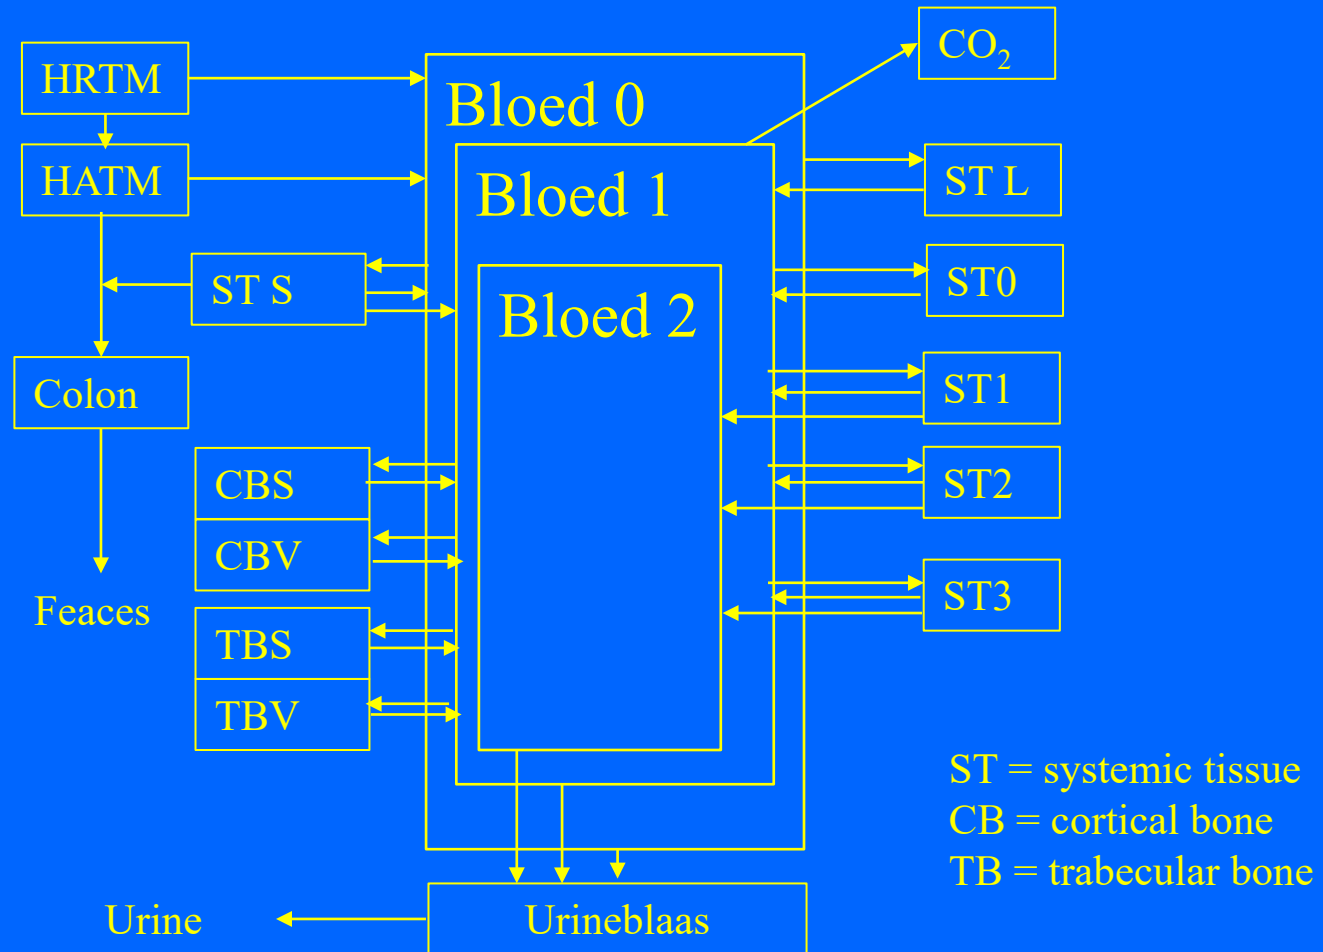 CO₂
HRTM
Bloed 0
HATM
ST L
Bloed 1
ST S
ST0
Bloed 2
Colon
ST1
CBS
ST2
CBV
Feaces
ST3
TBS
TBV
ST = systemic tissue
CB = cortical bone
TB = trabecular bone
Urine
Urineblaas